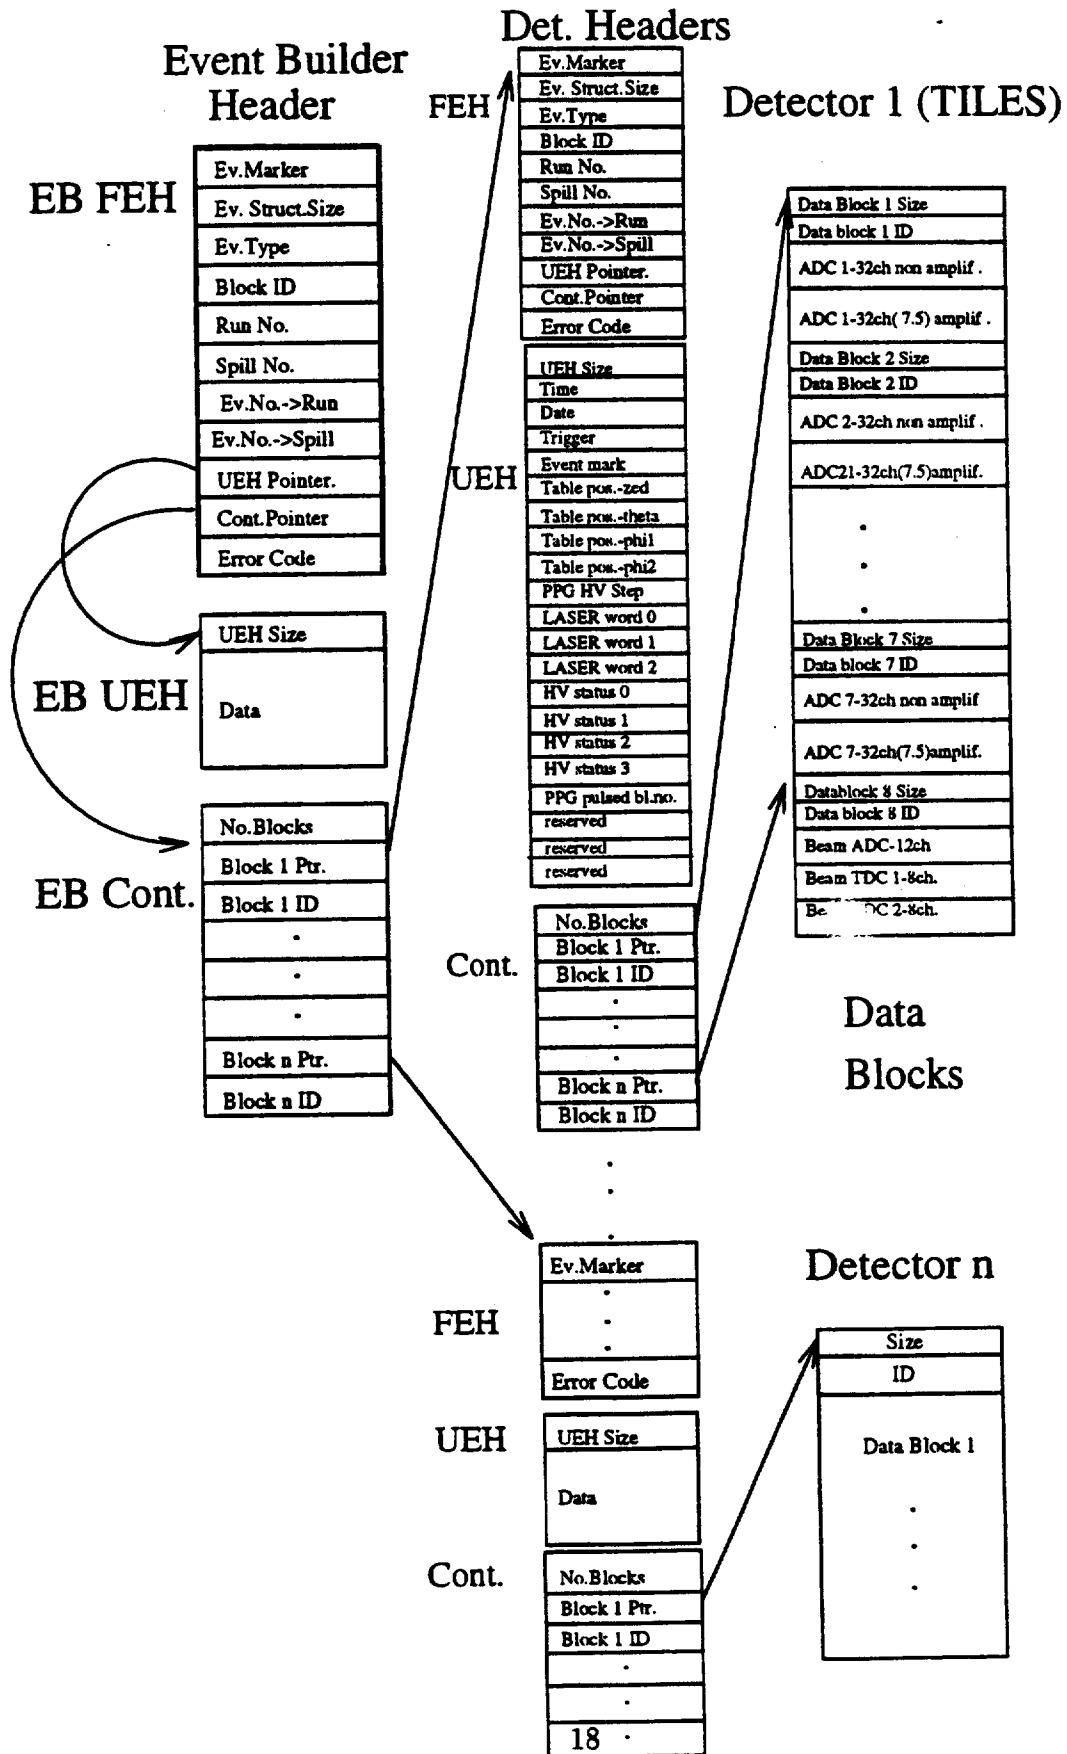 Event Builder
Header
EB FEH
Ev.Marker
Ev. Struct.Size
Ev.Type
Block ID
Run No.
Spill No.
Ev.No.->Run
Ev.No.->Spill
UEH Pointer.
Cont.Pointer
Error Code
EB UEH
UEH Size
Data
EB Cont.
No.Blocks
Block 1 Ptr.
Block 1 ID
.
.
.
Block n Ptr.
Block n ID
Det. Headers
FEH
Ev.Marker
Ev. Struct.Size
Ev.Type
Block ID
Run No.
Spill No.
Ev.No.->Run
Ev.No.->Spill
UEH Pointer.
Cont.Pointer
Error Code
UEH
UEH Size
Time
Date
Trigger
Event mark
Table pos.-zed
Table pos.-theta
Table pos.-phi1
Table pos.-phi2
PPG HV Step
LASER word 0
LASER word 1
LASER word 2
HV status 0
HV status 1
HV status 2
HV status 3
PPG pulsed bl.no.
reserved
reserved
reserved
Cont.
No.Blocks
Block 1 Ptr.
Block 1 ID
.
.
.
Block n Ptr.
Block n ID
.
.
.
FEH
Ev.Marker
.
.
.
Error Code
UEH
UEH Size
Data
Cont.
No.Blocks
Block 1 Ptr.
Block 1 ID
.
.
.
Detector 1 (TILES)
Data Block 1 Size
Data block 1 ID
ADC 1-32ch non amplif .
ADC 1-32ch( 7.5) amplif .
Data Block 2 Size
Data Block 2 ID
ADC 2-32ch non amplif .
ADC21-32ch(7.5)amplif.
.
.
.
Data Block 7 Size
Data block 7 ID
ADC 7-32ch non amplif
ADC 7-32ch(7.5)amplif.
Datablock 8 Size
Data block 8 ID
Beam ADC-12ch
Beam TDC 1-8ch.
2-8ch.
Data
Blocks
Detector n
Size
ID
Data Block 1
.
.
.
18